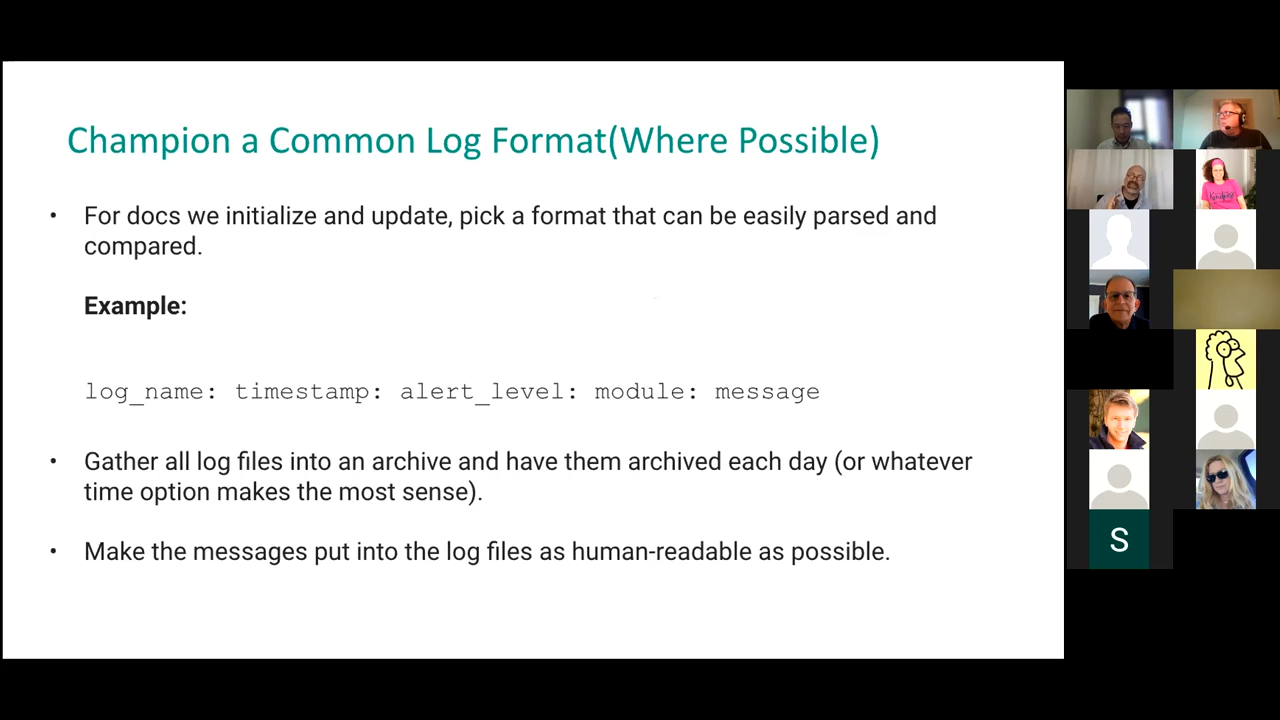 Champion a Common Log Format(Where Possible)
• For docs we initialize and update, pick a format that can be easily parsed and
compared.
Example:
log_name: timestamp: alert_level: module: message
• Gather all log files into an archive and have them archived each day (or whatever
time option makes the most sense).
• Make the messages put into the log files as human-readable as possible.
S